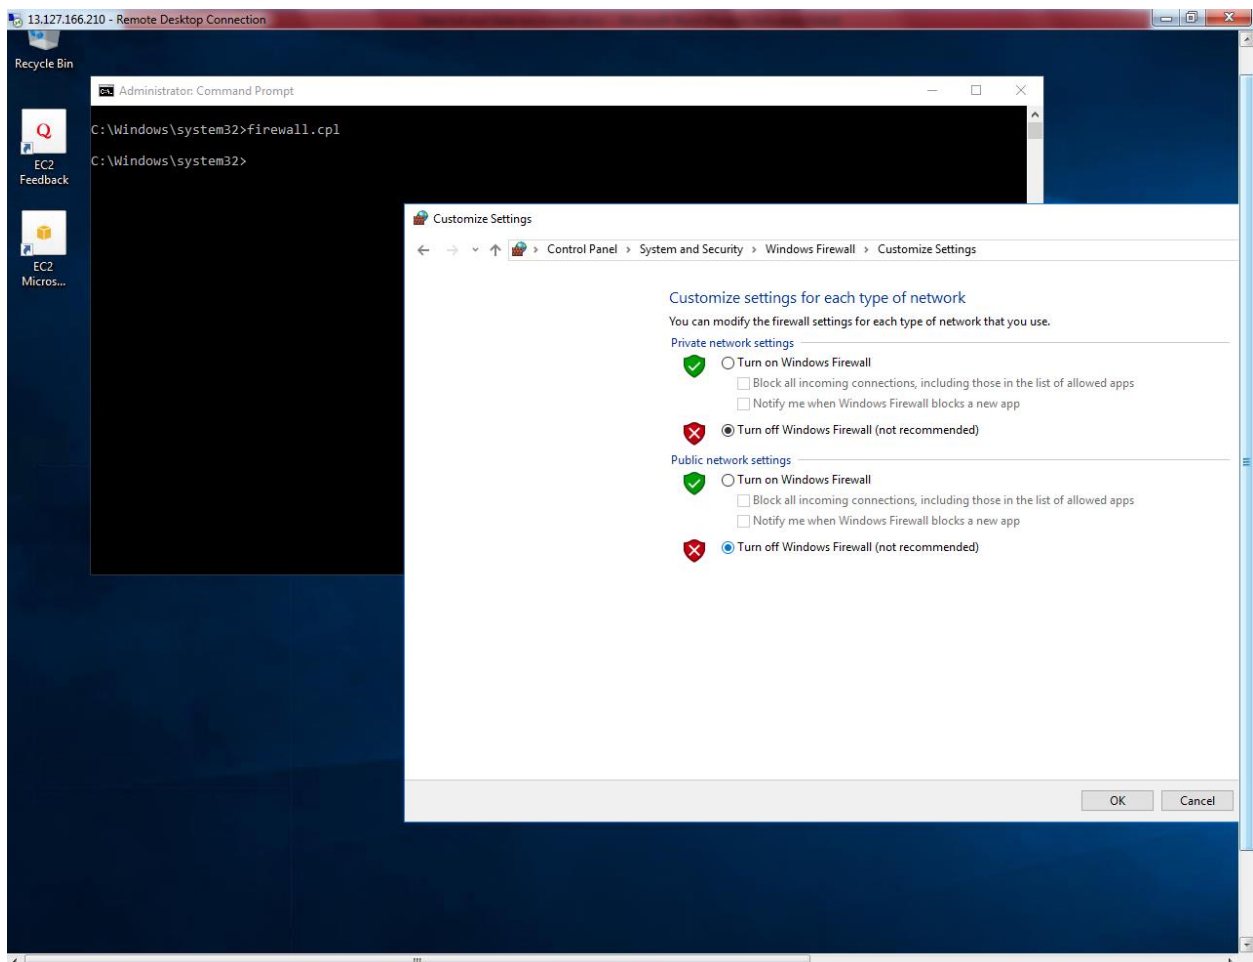 13.127.166.210 - Remote Desktop Connection
Recycle Bin
Administrator: Command Prompt
C:\Windows\system32>firewall.cpl
C:\Windows\system32>
Q
EC2
Feedback
EC2
Micros...
Customize Settings
Control Panel > System and Security > Windows Firewall > Customize Settings
Customize settings for each type of network
You can modify the firewall settings for each type of network that you use.
Private network settings
Turn on Windows Firewall
Block all incoming connections, including those in the list of allowed apps
Notify me when Windows Firewall blocks a new app
Turn off Windows Firewall (not recommended)
Public network settings
Turn on Windows Firewall
Block all incoming connections, including those in the list of allowed apps
Notify me when Windows Firewall blocks a new app
Turn off Windows Firewall (not recommended)
OK Cancel